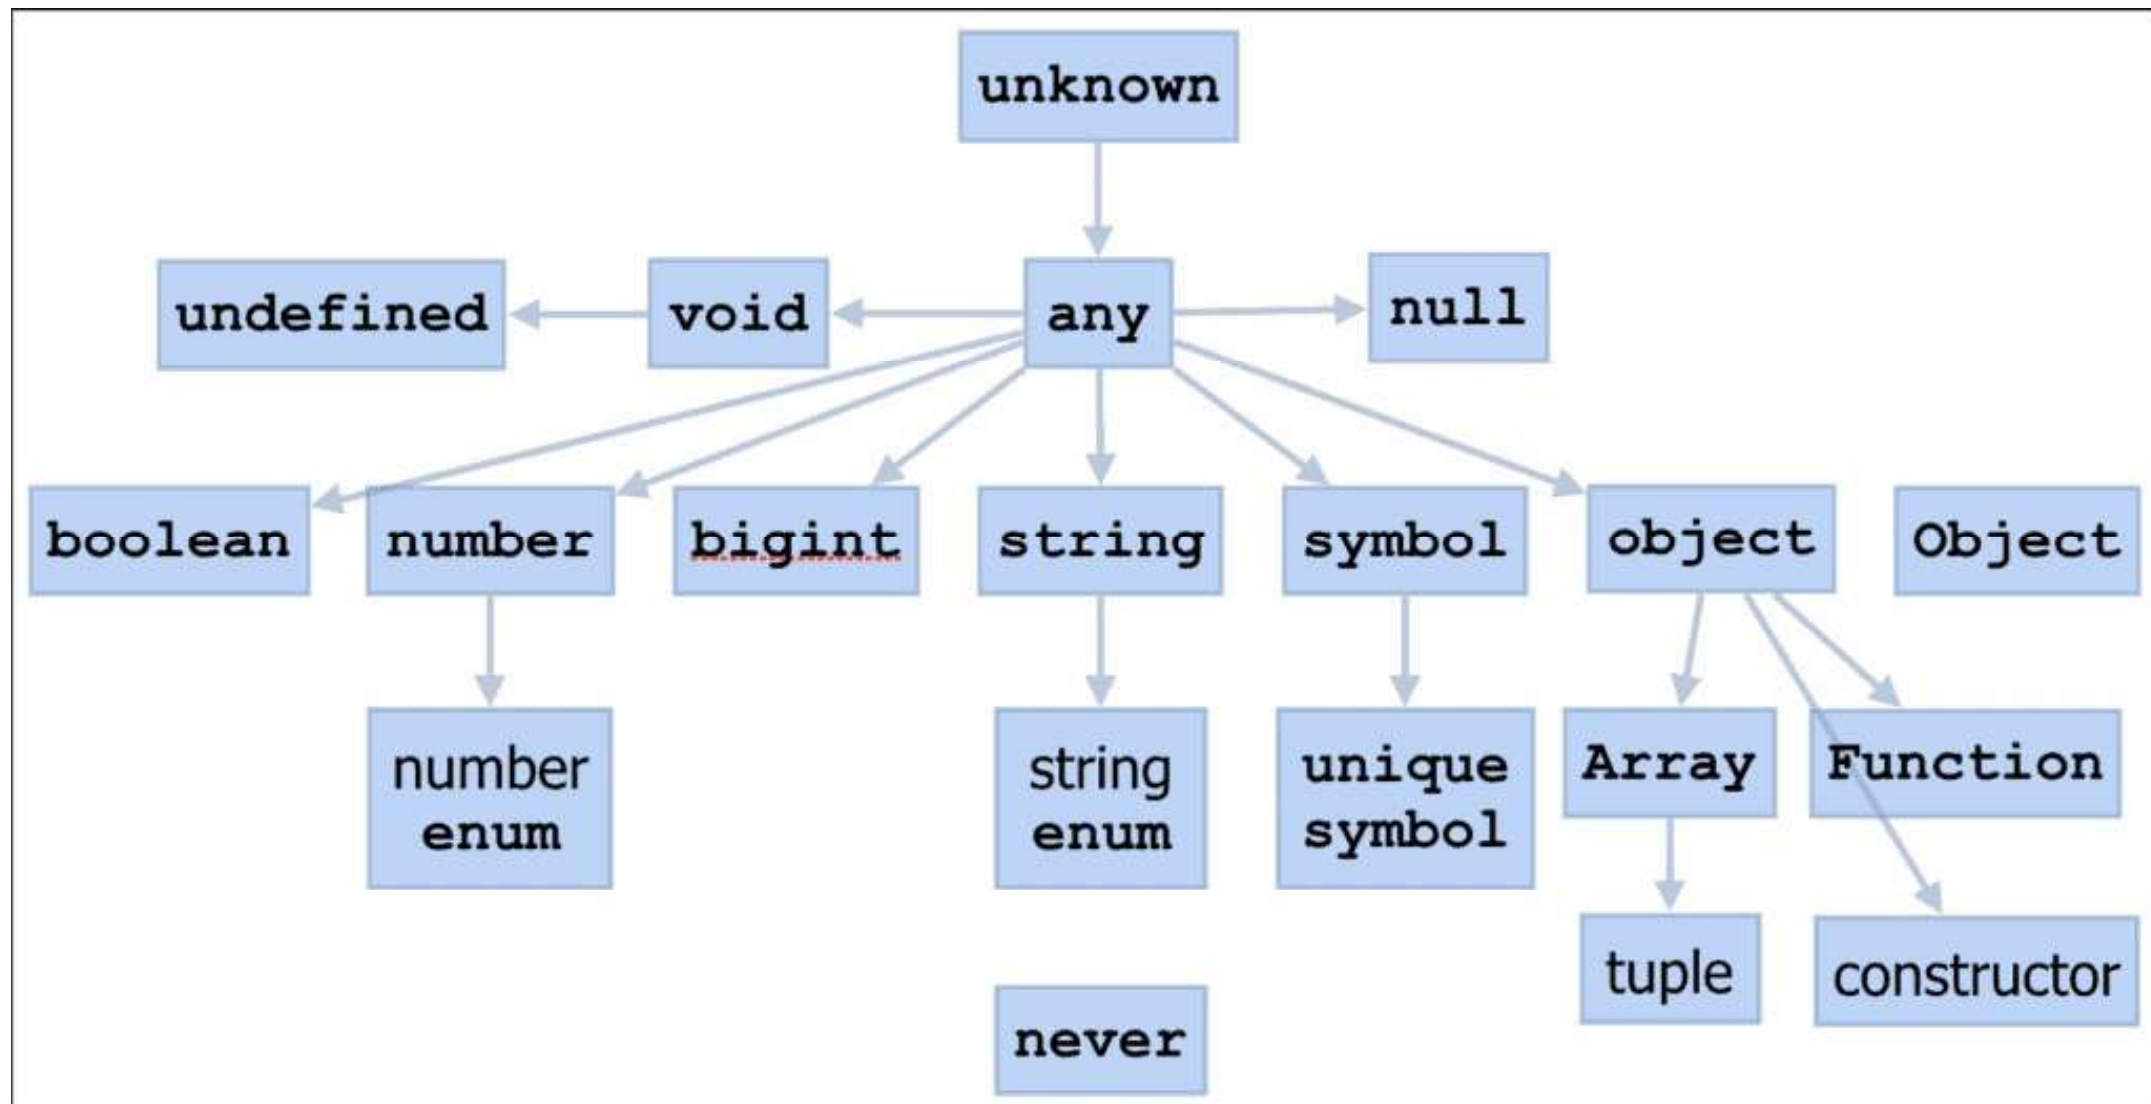 unknown
undefined
void
any
null
boolean
number
bigint
string
symbol
object
Object
number
enum
string
enum
unique
symbol
Array
Function
tuple
constructor
never